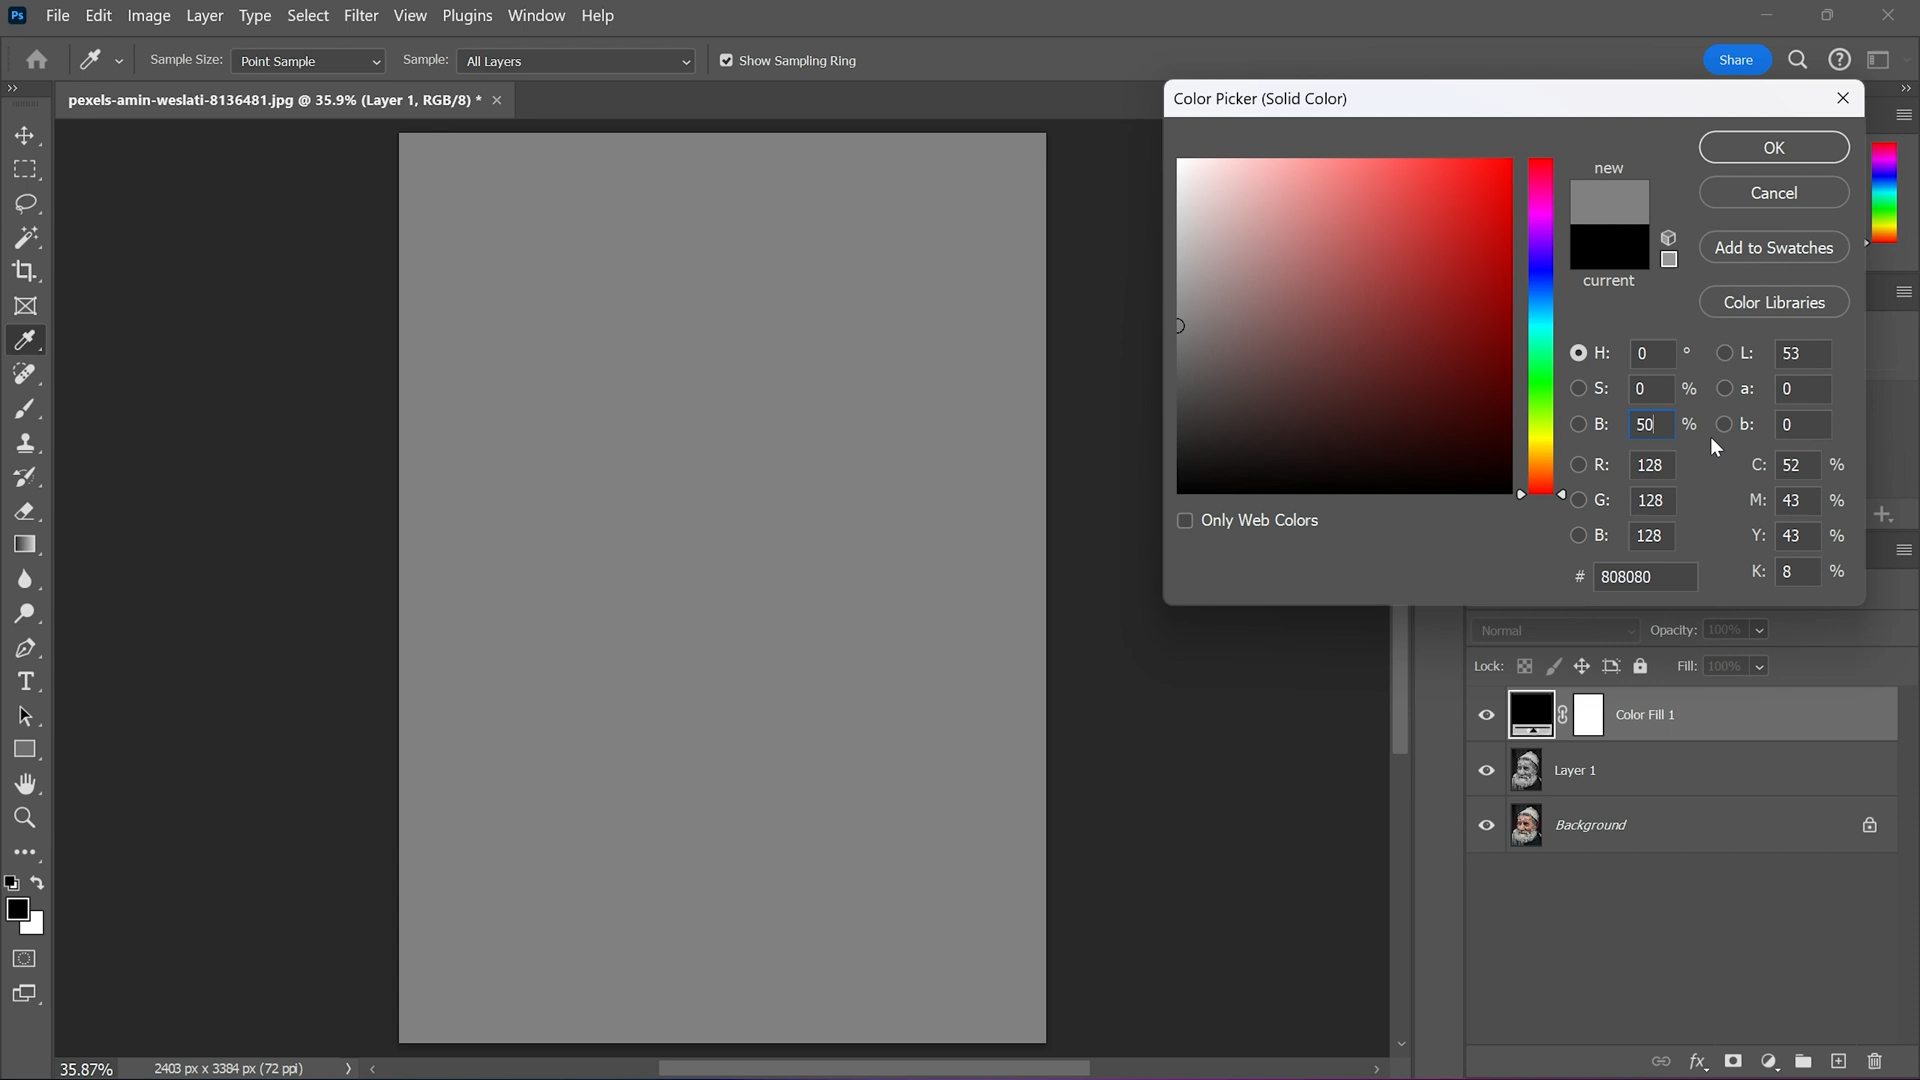 Ps File Edit Image Layer Type Select Filter View Plugins Window Help
Sample Size: Point Sample Sample: All Layers Show Sampling Ring Share
pexels-amin-weslati-8136481.jpg @ 35.9% (Layer 1, RGB/8) *
Color Picker (Solid Color)
OK
new
Cancel
Add to Swatches
current
Color Libraries
H: 0 ° L: 53
S: 0 % a: 0
B: 50 % b: 0
R: 128 C: 52 %
G: 128 M: 43 %
Only Web Colors
B: 128 Y: 43 %
# 808080 K: 8 %
Normal Opacity: 100%
Lock: Fill: 100%
Color Fill 1
Layer 1
Background
T
fx
35.87% 2403 px x 3384 px (72 ppi)